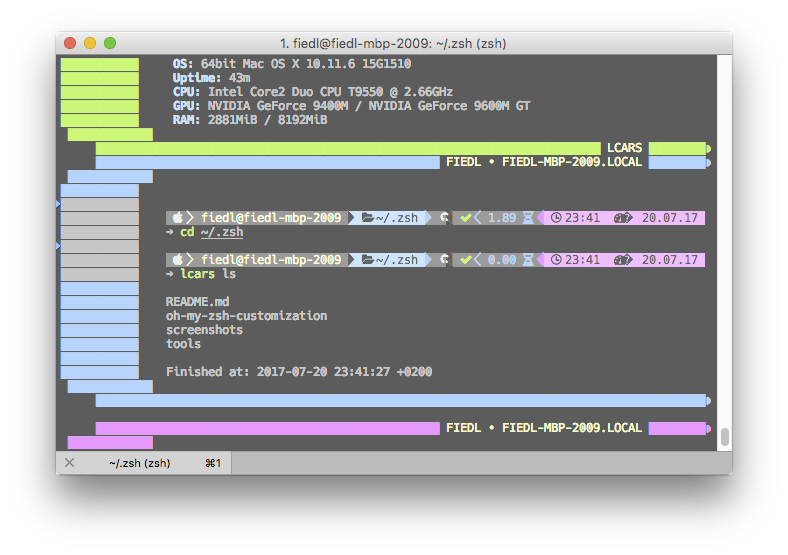 1. fiedl@fiedl-mbp-2009: ~/.zsh (zsh)
OS: 64bit Mac OS X 10.11.6 15G1510
Uptime: 43m
CPU: Intel Core2 Duo CPU T9550 @ 2.66GHz
GPU: NVIDIA GeForce 9400M / NVIDIA GeForce 9600M GT
RAM: 2881MiB / 8192MiB
LCARS
FIEDL • FIEDL-MBP-2009.LOCAL
fiedl@fiedl-mbp-2009 ~/.zsh 1.89 23:41 20.07.17
→ cd ~/.zsh
fiedl@fiedl-mbp-2009 ~/.zsh 0.00 23:41 20.07.17
→ lcars ls
README.md
oh-my-zsh-customization
screenshots
tools
Finished at: 2017-07-20 23:41:27 +0200
FIEDL • FIEDL-MBP-2009.LOCAL
~/.zsh (zsh) ⌘1